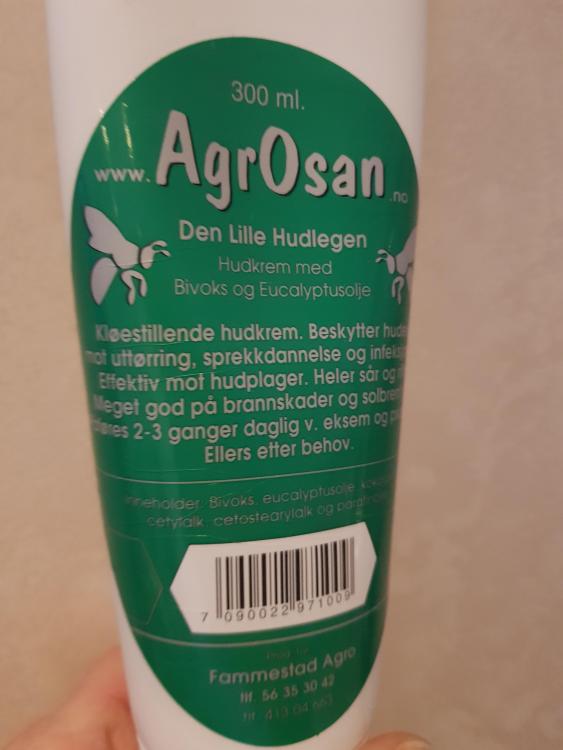 300 ml.
www.AgrOsan.no
Den Lille Hudlegen
Hudkrem med
Bivoks og Eucalyptusolje
Kløestillende hudkrem. Beskytter hude
mot uttørring, sprekkdannelse og infeks
Effektiv mot hudplager. Heler sår og
Meget god på brannskader og solbren
2-3 ganger daglig v. eksem og
Ellers etter behov.
Inneholder: Bivoks, eucalyptusolje,
cetylalk, cetostearylalk og
7 090022 971009
Fammestad Agro
tlf. 56 35 30 42
tlf. 413 04 663